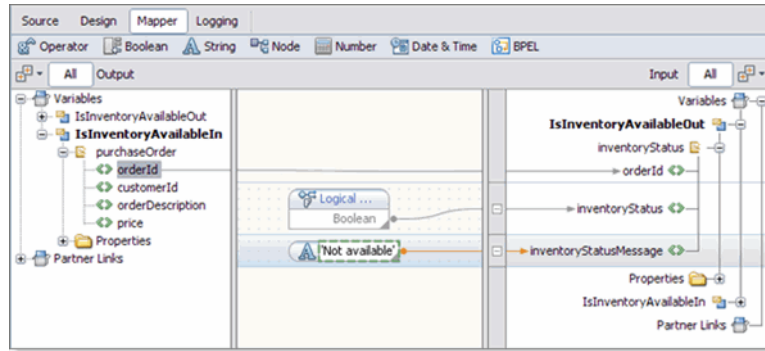 Source Design Mapper Logging
Operator Boolean String Node Number Date & Time BPEL
All Output Input All
Variables
IsInventoryAvailableOut
IsInventoryAvailableIn
purchaseOrder
orderId
customerId
orderDescription
price
Properties
Partner Links
Logical ...
Boolean
'Not available'
Variables
IsInventoryAvailableOut
inventoryStatus
orderId
inventoryStatus
inventoryStatusMessage
Properties
IsInventoryAvailableIn
Partner Links